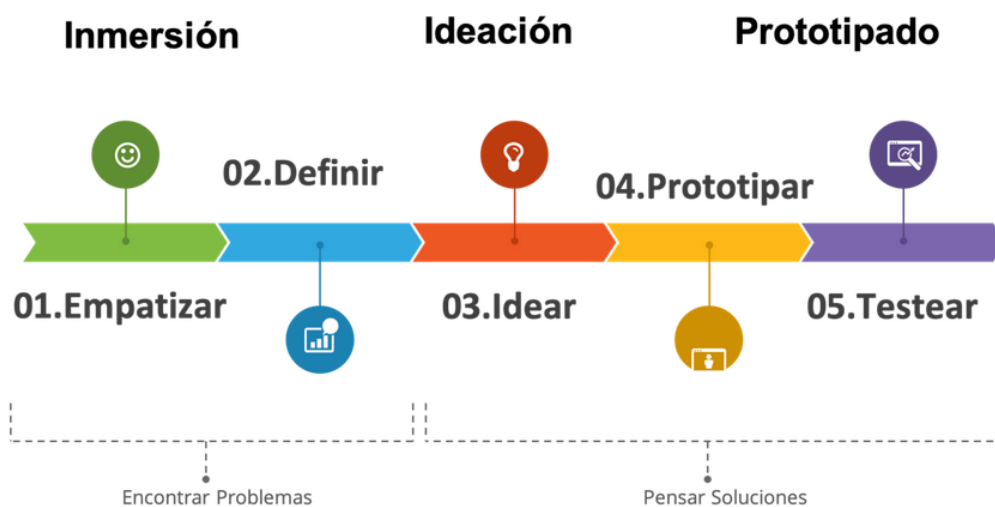 Inmersión
Ideación
Prototipado
02.Definir
04.Prototipar
01.Empatizar
03.Idear
05.Testear
Encontrar Problemas
Pensar Soluciones